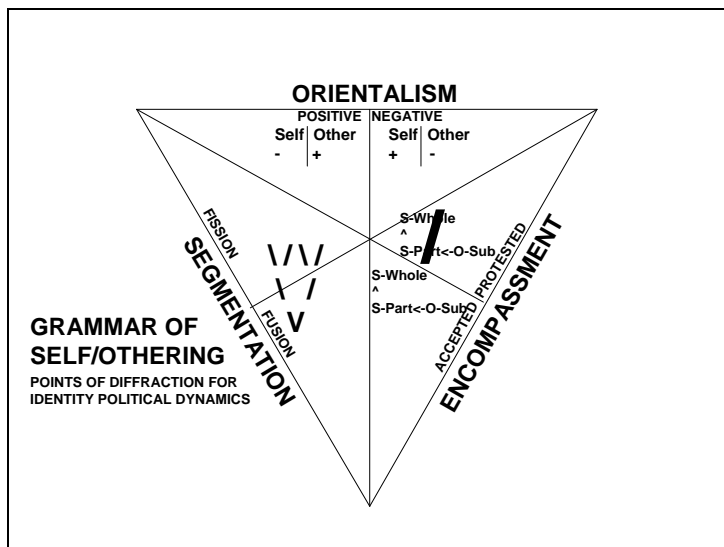 ORIENTALISM
POSITIVE NEGATIVE
Self Other Self Other
- + + -
FISSION
SEGMENTATION
FUSION
\/\/
\ /
V
S-Whole
^
S-Part<-O-Sub
S-Whole
^
S-Part<-O-Sub
PROTESTED
ACCEPTED
ENCOMPASSMENT
GRAMMAR OF
SELF/OTHERING
POINTS OF DIFFRACTION FOR
IDENTITY POLITICAL DYNAMICS